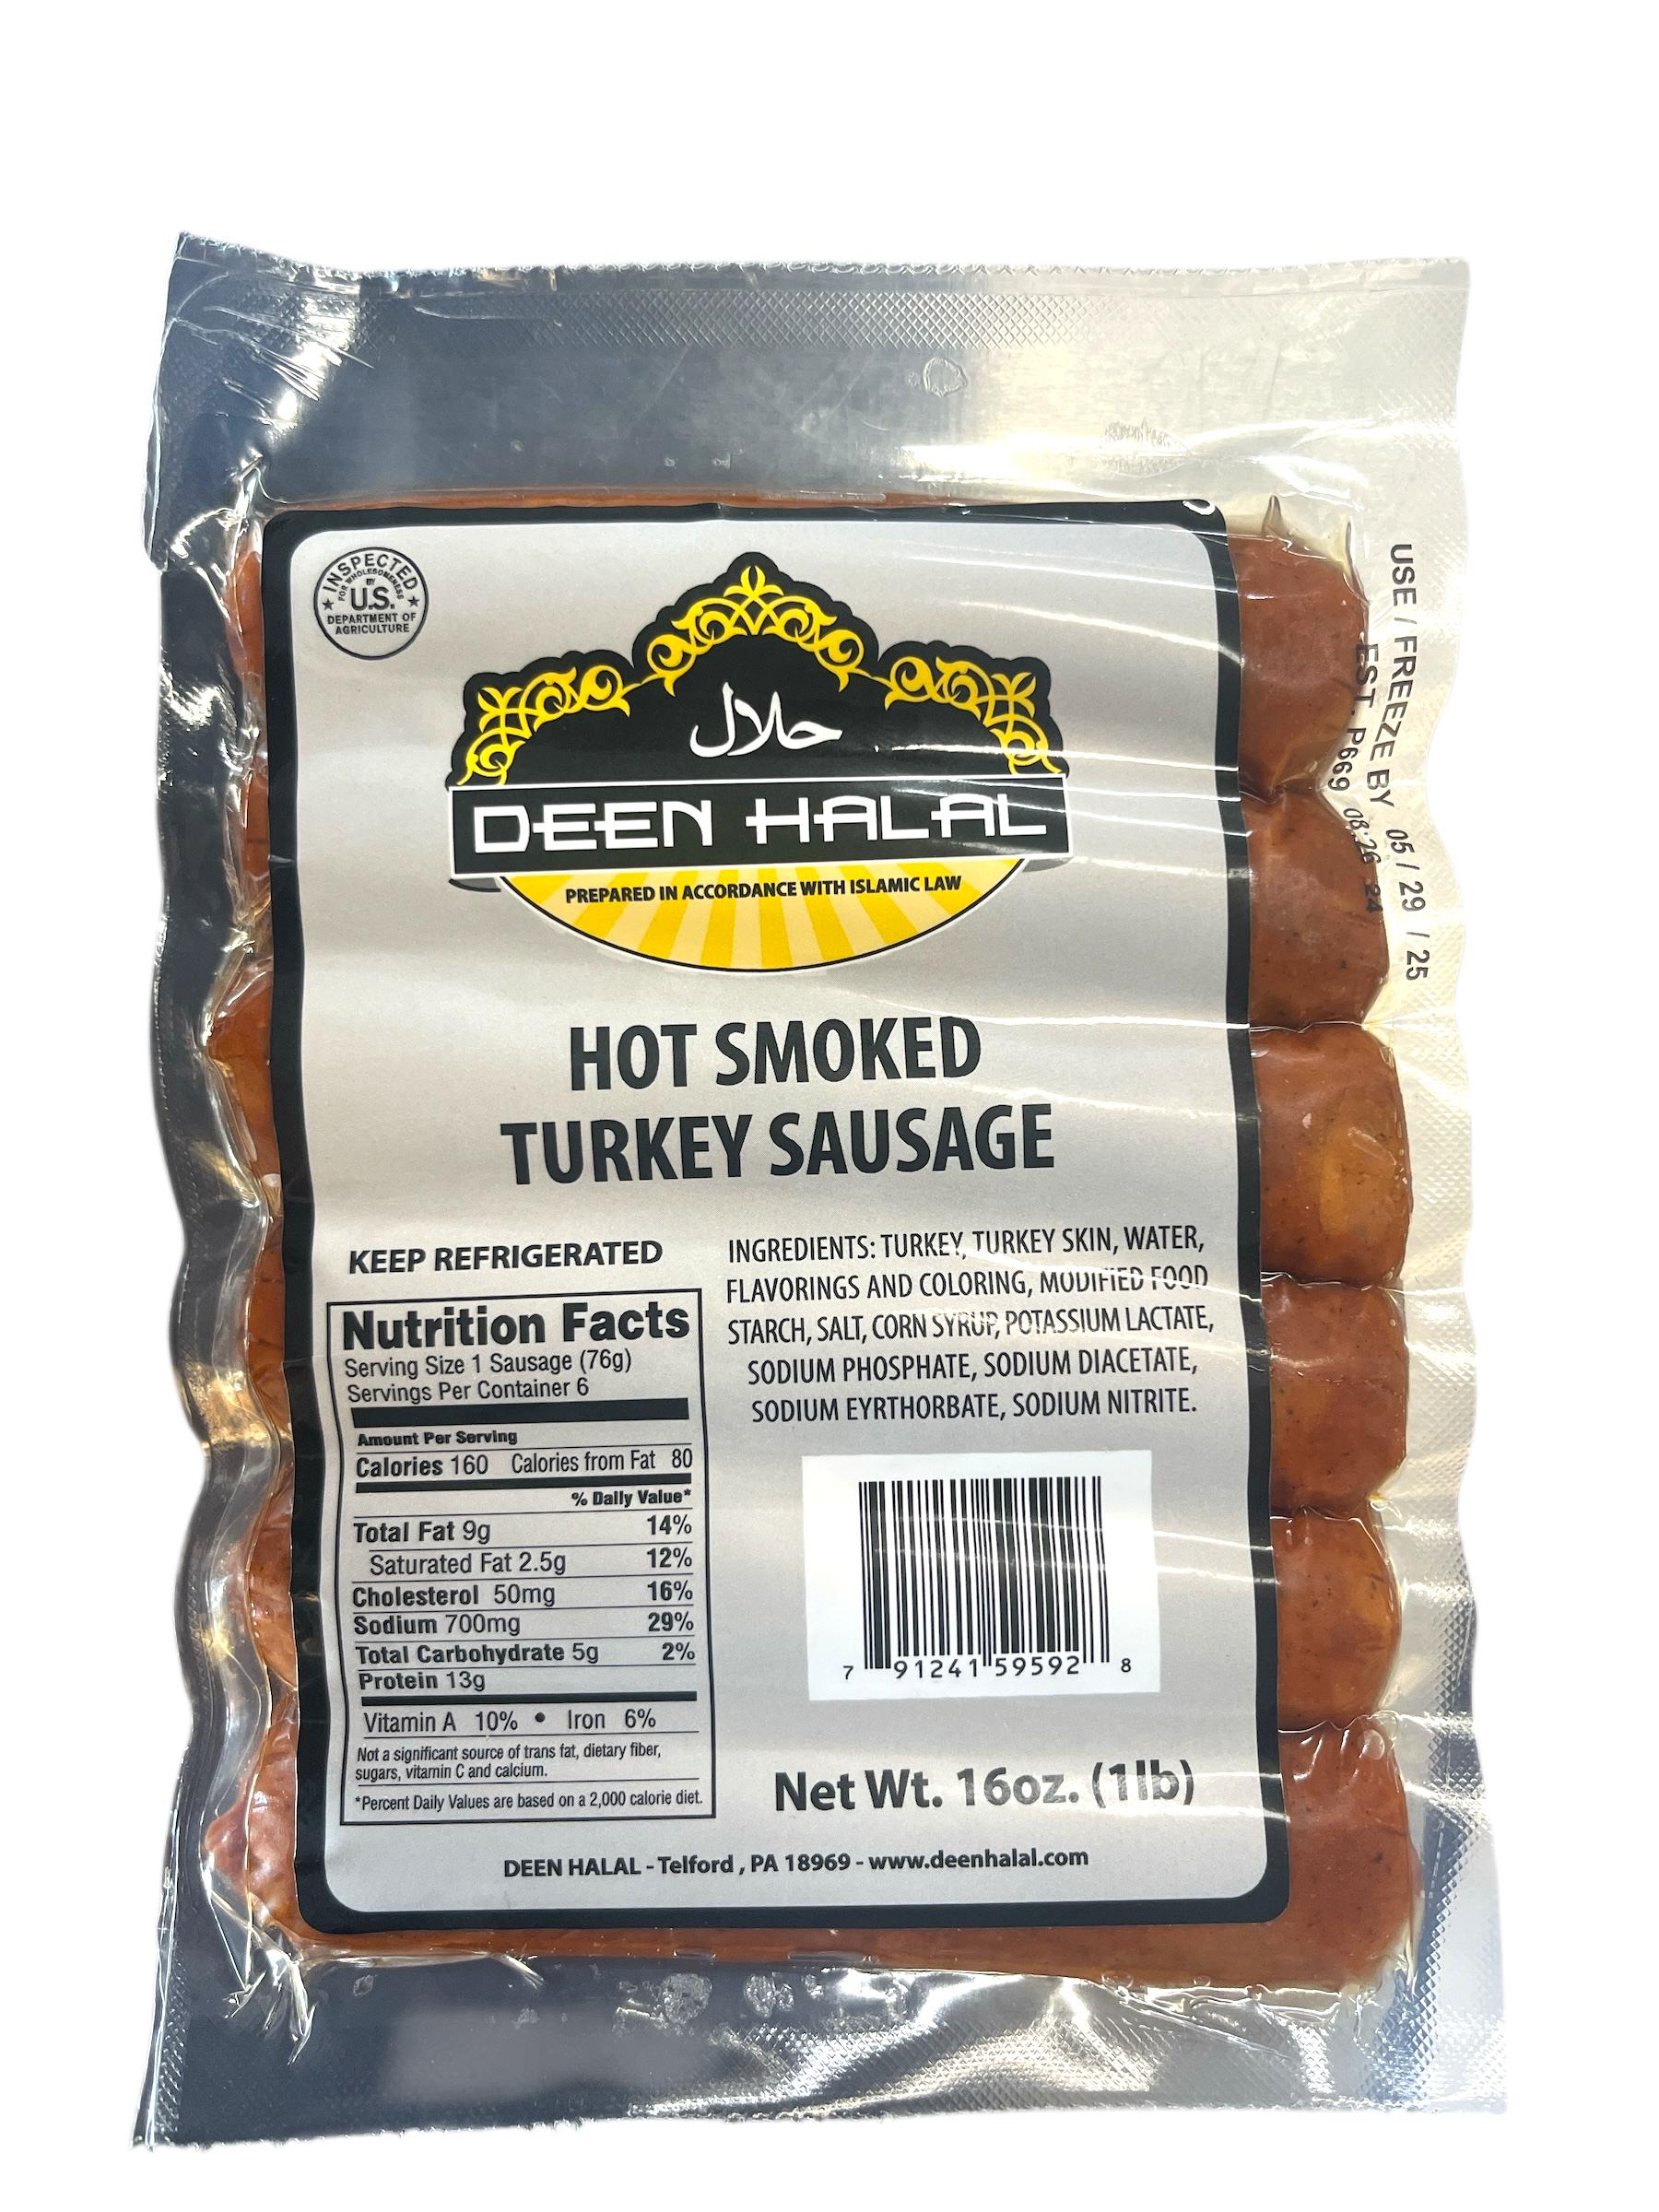 INSPECTED
FOR WHOLESOMENESS
BY
U.S.
DEPARTMENT OF
AGRICULTURE
حلال
DEEN HALAL
PREPARED IN ACCORDANCE WITH ISLAMIC LAW
HOT SMOKED
TURKEY SAUSAGE
KEEP REFRIGERATED
Nutrition Facts
Serving Size 1 Sausage (76g)
Servings Per Container 6
Amount Per Serving
Calories 160 Calories from Fat 80
% Daily Value*
Total Fat 9g 14%
Saturated Fat 2.5g 12%
Cholesterol 50mg 16%
Sodium 700mg 29%
Total Carbohydrate 5g 2%
Protein 13g
Vitamin A 10% • Iron 6%
Not a significant source of trans fat, dietary fiber,
sugars, vitamin C and calcium.
*Percent Daily Values are based on a 2,000 calorie diet.
INGREDIENTS: TURKEY, TURKEY SKIN, WATER,
FLAVORINGS AND COLORING, MODIFIED FOOD
STARCH, SALT, CORN SYRUP, POTASSIUM LACTATE,
SODIUM PHOSPHATE, SODIUM DIACETATE,
SODIUM EYRTHORBATE, SODIUM NITRITE.
7 91241 59592 8
Net Wt. 16oz. (1lb)
DEEN HALAL - Telford , PA 18969 - www.deenhalal.com
USE / FREEZE BY 05 / 29 / 25
EST. P669 08:26 24